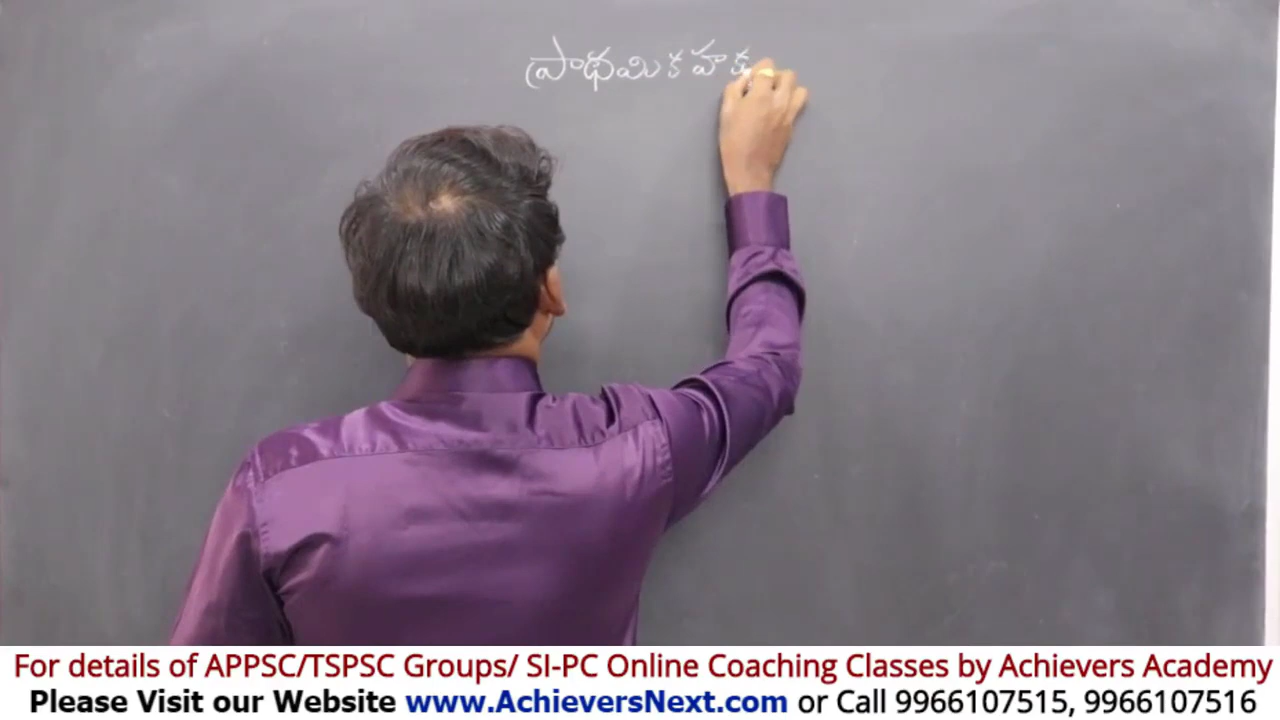 ప్రాథమిక హక
For details of APPSC/TSPSC Groups/ SI-PC Online Coaching Classes by Achievers Academy
Please Visit our Website www.AchieversNext.com or Call 9966107515, 9966107516